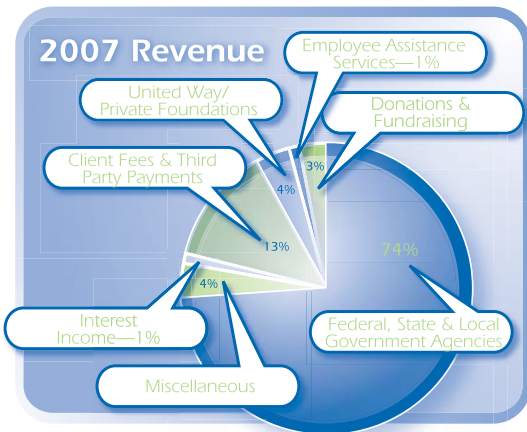 2007 Revenue
Employee Assistance
Services—1%
United Way/
Private Foundations
Donations &
Fundraising
Client Fees & Third
Party Payments
3%
4%
13%
74%
4%
Interest
Income—1%
Federal, State & Local
Government Agencies
Miscellaneous